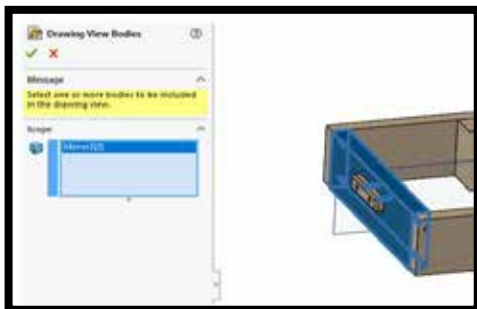 Drawing View Bodies
Message
Select one or more bodies to be included
in the drawing view.
Scope